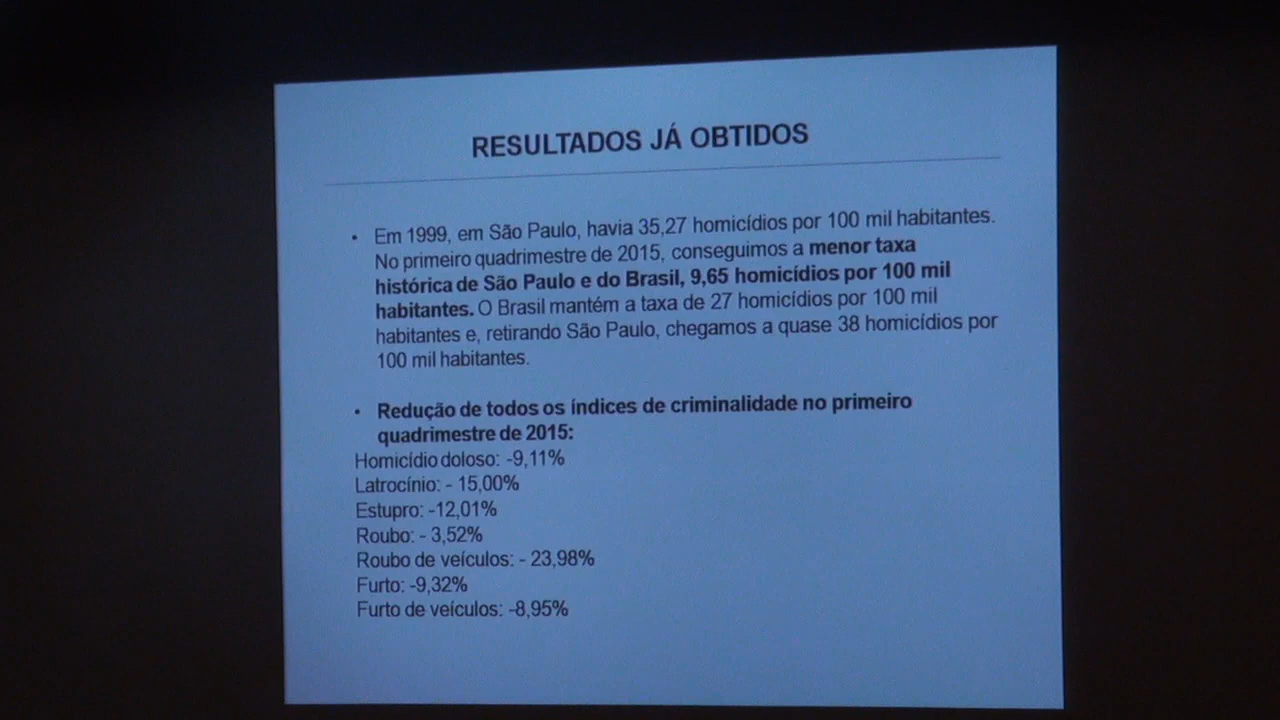 RESULTADOS JÁ OBTIDOS
• Em 1999, em São Paulo, havia 35,27 homicídios por 100 mil habitantes.
No primeiro quadrimestre de 2015, conseguimos a menor taxa
histórica de São Paulo e do Brasil, 9,65 homicídios por 100 mil
habitantes. O Brasil mantém a taxa de 27 homicídios por 100 mil
habitantes e, retirando São Paulo, chegamos a quase 38 homicídios por
100 mil habitantes.
• Redução de todos os índices de criminalidade no primeiro
quadrimestre de 2015:
Homicídio doloso: -9,11%
Latrocínio: - 15,00%
Estupro: -12,01%
Roubo: - 3,52%
Roubo de veículos: - 23,98%
Furto: -9,32%
Furto de veículos: -8,95%